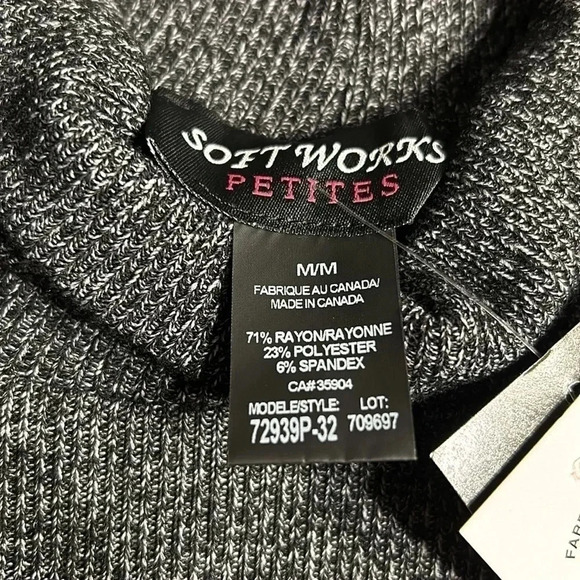 SOFT WORKS
PETITES
M/M
FABRIQUE AU CANADA/
MADE IN CANADA
71% RAYON/RAYONNE
23% POLYESTER
6% SPANDEX
CA#35904
MODELE/STYLE: LOT:
72939P-32 709697